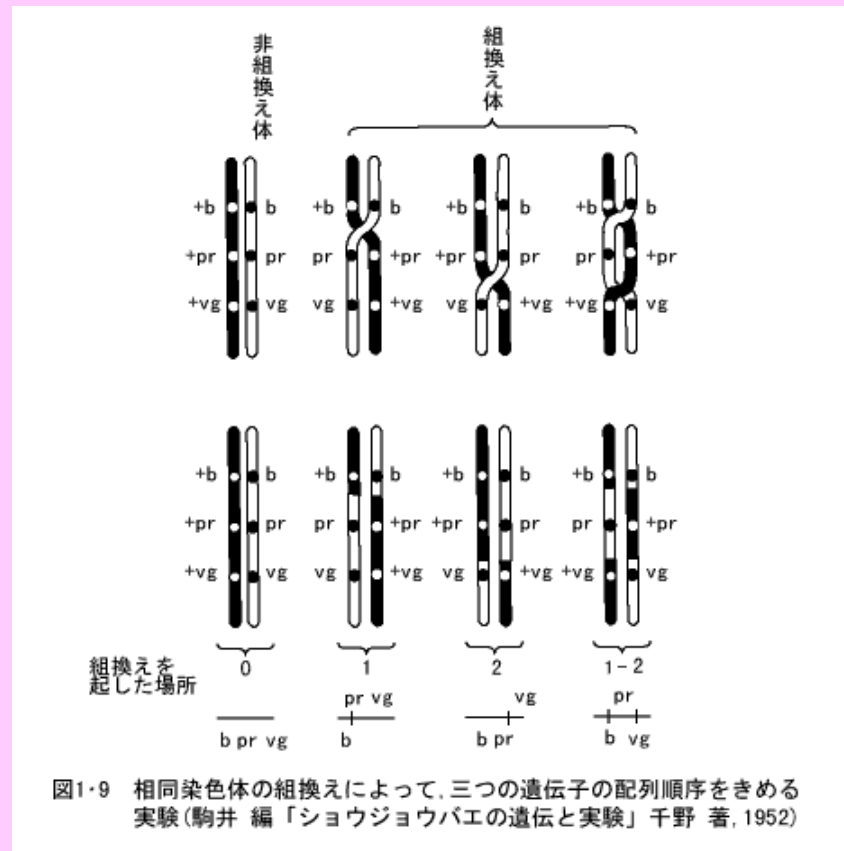 非組換え体
組換え体
+b b +b b +b b +b b
+pr pr pr +pr +pr pr pr +pr
+vg vg vg +vg vg +vg +vg vg
+b b +b b +b b +b b
+pr pr pr +pr +pr pr pr +pr
+vg vg vg +vg vg +vg +vg vg
組換えを
起した場所
0 1 2 1-2
pr vg vg pr
b pr vg b b pr b vg
図1・9 相同染色体の組換えによって,三つの遺伝子の配列順序をきめる
実験(駒井 編「ショウジョウバエの遺伝と実験」千野 著,1952)